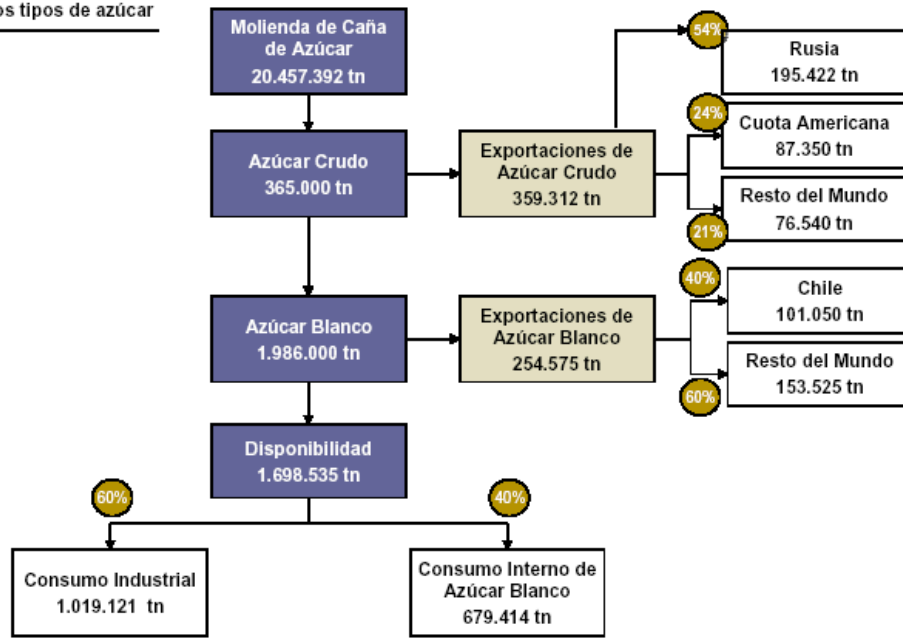 os tipos de azúcar
Molienda de Caña
de Azúcar
20.457.392 tn
54%
Rusia
195.422 tn
24%
Cuota Americana
87.350 tn
Azúcar Crudo
365.000 tn
Exportaciones de
Azúcar Crudo
359.312 tn
Resto del Mundo
76.540 tn
21%
40%
Chile
101.050 tn
Azúcar Blanco
1.986.000 tn
Exportaciones de
Azúcar Blanco
254.575 tn
Resto del Mundo
153.525 tn
60%
Disponibilidad
1.698.535 tn
60%
40%
Consumo Industrial
1.019.121 tn
Consumo Interno de
Azúcar Blanco
679.414 tn